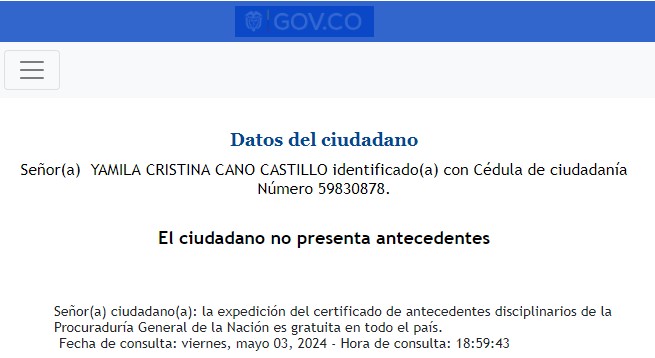 GOV.CO
Datos del ciudadano
Señor(a)  YAMILA CRISTINA CANO CASTILLO identificado(a) con Cédula de ciudadanía
Número 59830878.
El ciudadano no presenta antecedentes
Señor(a) ciudadano(a): la expedición del certificado de antecedentes disciplinarios de la
Procuraduría General de la Nación es gratuita en todo el país.
Fecha de consulta: viernes, mayo 03, 2024 - Hora de consulta: 18:59:43